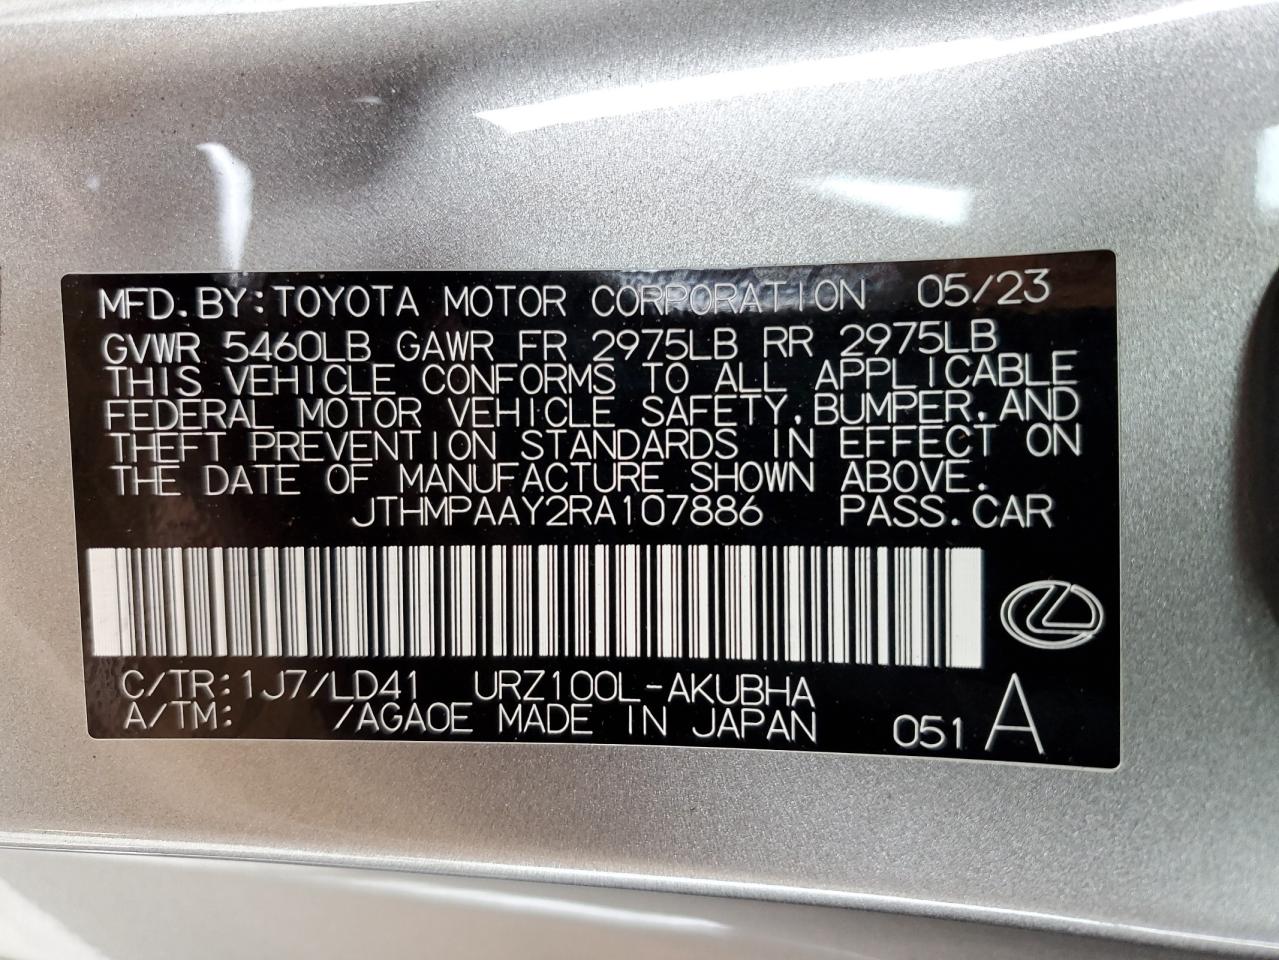 MFD.BY:TOYOTA MOTOR CORPORATION 05/23
GVWR 5460LB GAWR FR 2975LB RR 2975LB
THIS VEHICLE CONFORMS TO ALL APPLICABLE
FEDERAL MOTOR VEHICLE SAFETY,BUMPER,AND
THEFT PREVENTION STANDARDS IN EFFECT ON
THE DATE OF MANUFACTURE SHOWN ABOVE.
JTHMPAAY2RA107886 PASS.CAR
C/TR:1J7/LD41 URZ100L-AKUBHA
A/TM: /AGA0E MADE IN JAPAN 051 A